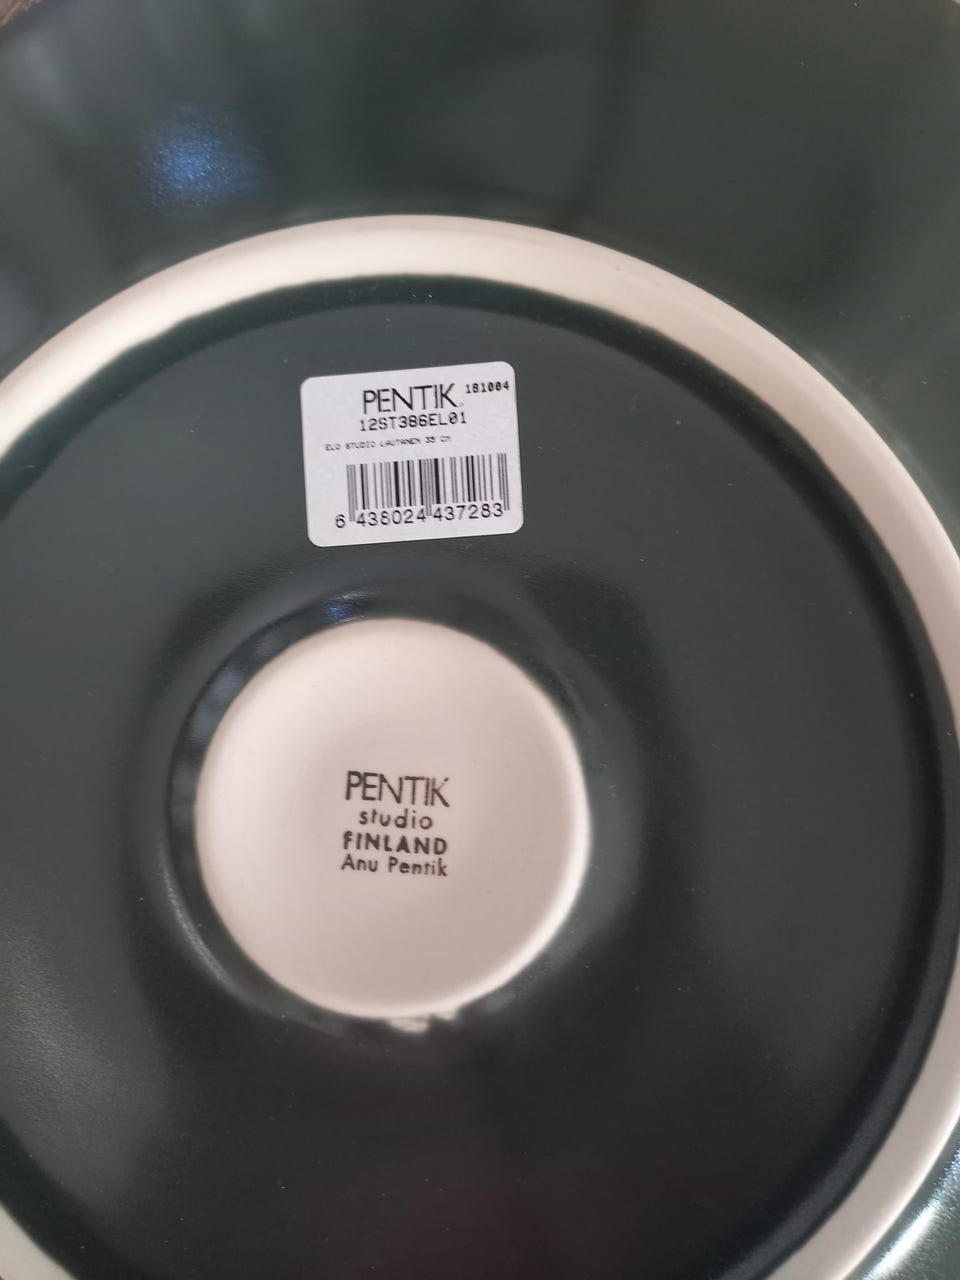 PENTIK. 181004
12ST386EL01
ELO STUDIO LAUTANEN 35 CM
6 438024 437283
PENTIK
studio
FINLAND
Anu Pentik